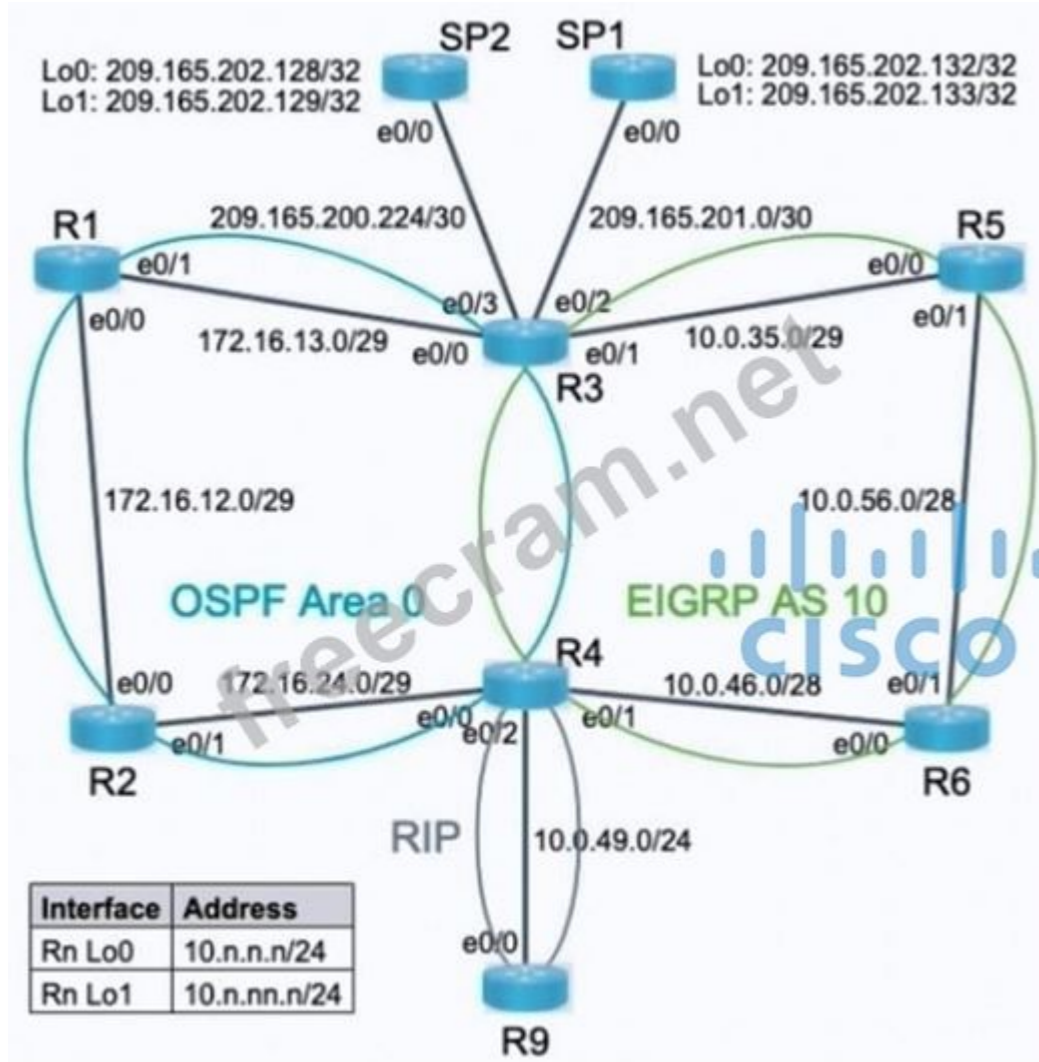 SP2 SP1
Lo0: 209.165.202.128/32
Lo1: 209.165.202.129/32
Lo0: 209.165.202.132/32
Lo1: 209.165.202.133/32
e0/0 e0/0
209.165.200.224/30 209.165.201.0/30
R1 R5
e0/1 e0/0
e0/0 e0/3 e0/2 e0/1
172.16.13.0/29 e0/0 e0/1 10.0.35.0/29
R3
freecram.net
172.16.12.0/29 10.0.56.0/28
OSPF Area 0 EIGRP AS 10
CISCO
R4
e0/0 172.16.24.0/29 10.0.46.0/28 e0/1
e0/1 e0/0 e0/2 e0/1 e0/0
R2 R6
RIP 10.0.49.0/24
Interface Address
Rn Lo0 10.n.n.n/24
Rn Lo1 10.n.nn.n/24
e0/0
R9